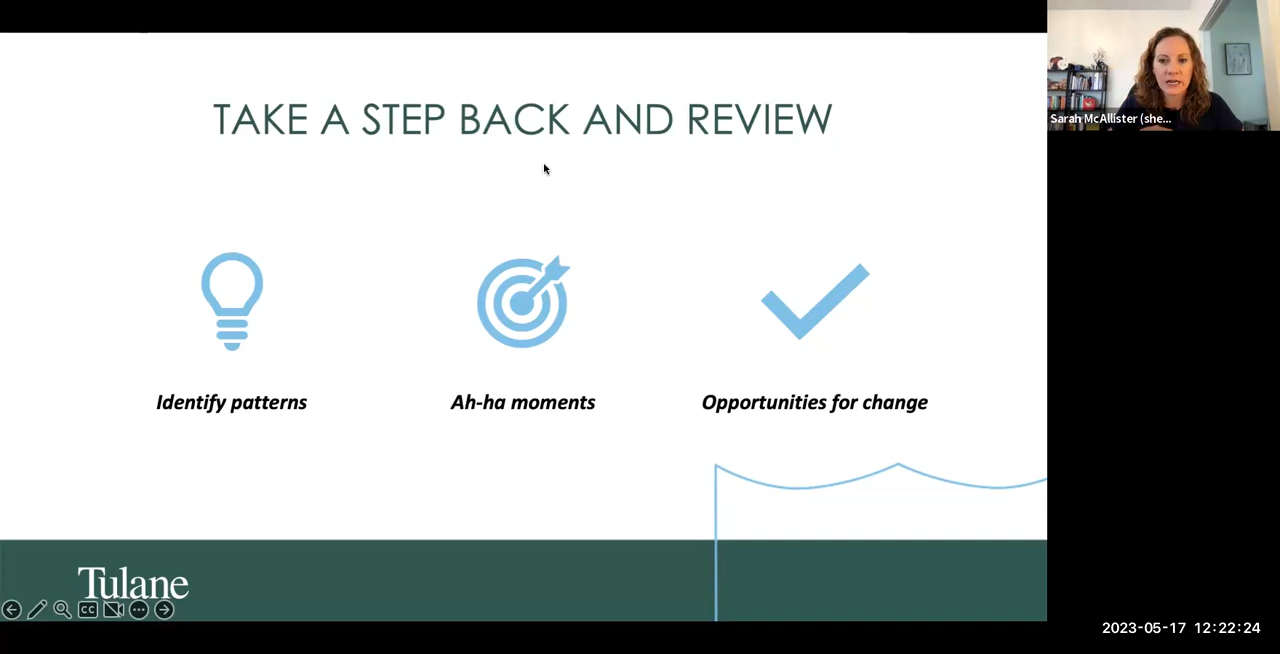 TAKE A STEP BACK AND REVIEW
Sarah McAllister (she...
Identify patterns
Ah-ha moments
Opportunities for change
Tulane
CC
2023-05-17 12:22:24